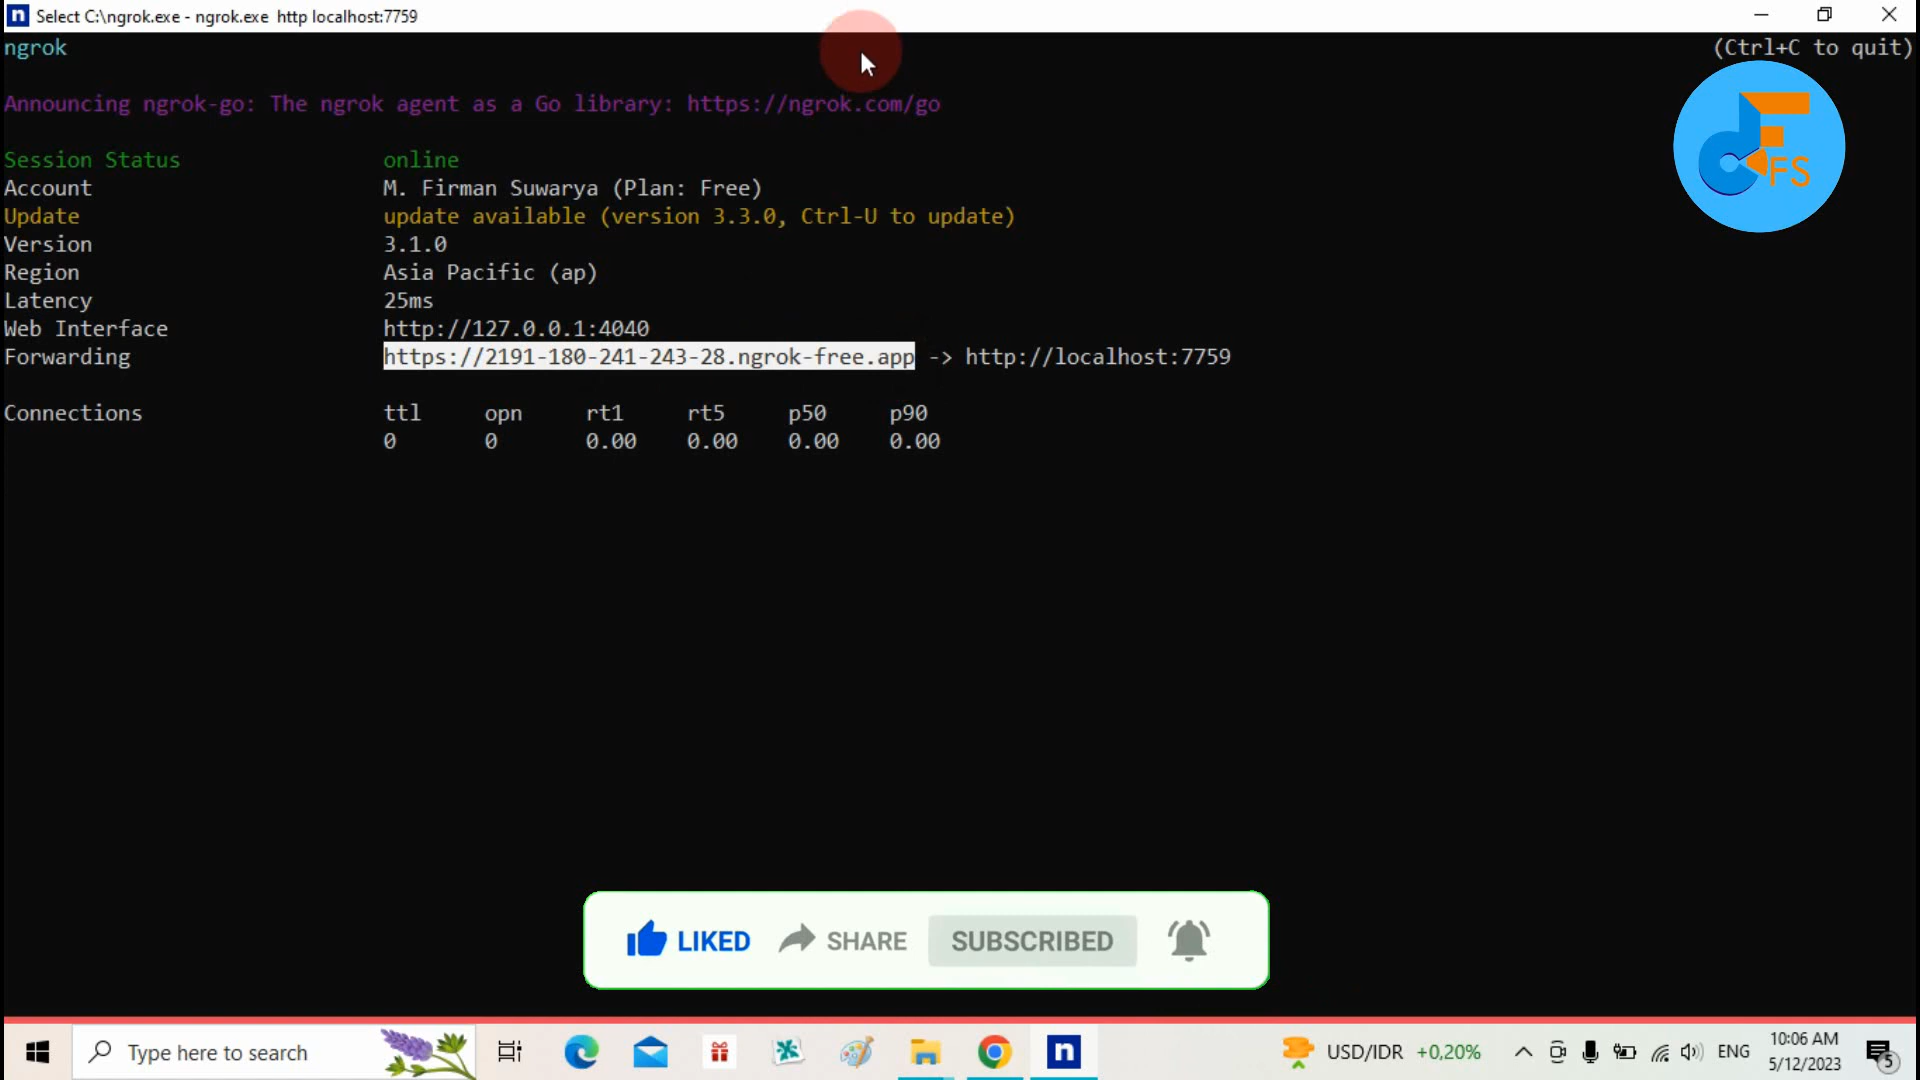 Select C:\ngrok.exe - ngrok.exe http localhost:7759
ngrok (Ctrl+C to quit)
Announcing ngrok-go: The ngrok agent as a Go library: https://ngrok.com/go
Session Status online
Account M. Firman Suwarya (Plan: Free)
Update update available (version 3.3.0, Ctrl-U to update)
Version 3.1.0
Region Asia Pacific (ap)
Latency 25ms
Web Interface http://127.0.0.1:4040
Forwarding https://2191-180-241-243-28.ngrok-free.app -> http://localhost:7759
Connections ttl opn rt1 rt5 p50 p90
0 0 0.00 0.00 0.00 0.00
FS
LIKED SHARE SUBSCRIBED
Type here to search
USD/IDR +0,20%
ENG
10:06 AM
5/12/2023
5